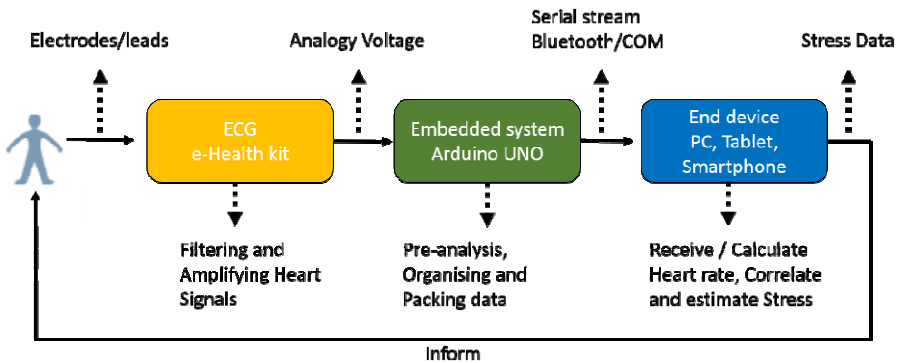 Electrodes/leads
Analogy Voltage
Serial stream
Bluetooth/COM
Stress Data
ECG
e-Health kit
Embedded system
Arduino UNO
End device
PC, Tablet,
Smartphone
Filtering and
Amplifying Heart
Signals
Pre-analysis,
Organising and
Packing data
Receive / Calculate
Heart rate, Correlate
and estimate Stress
Inform